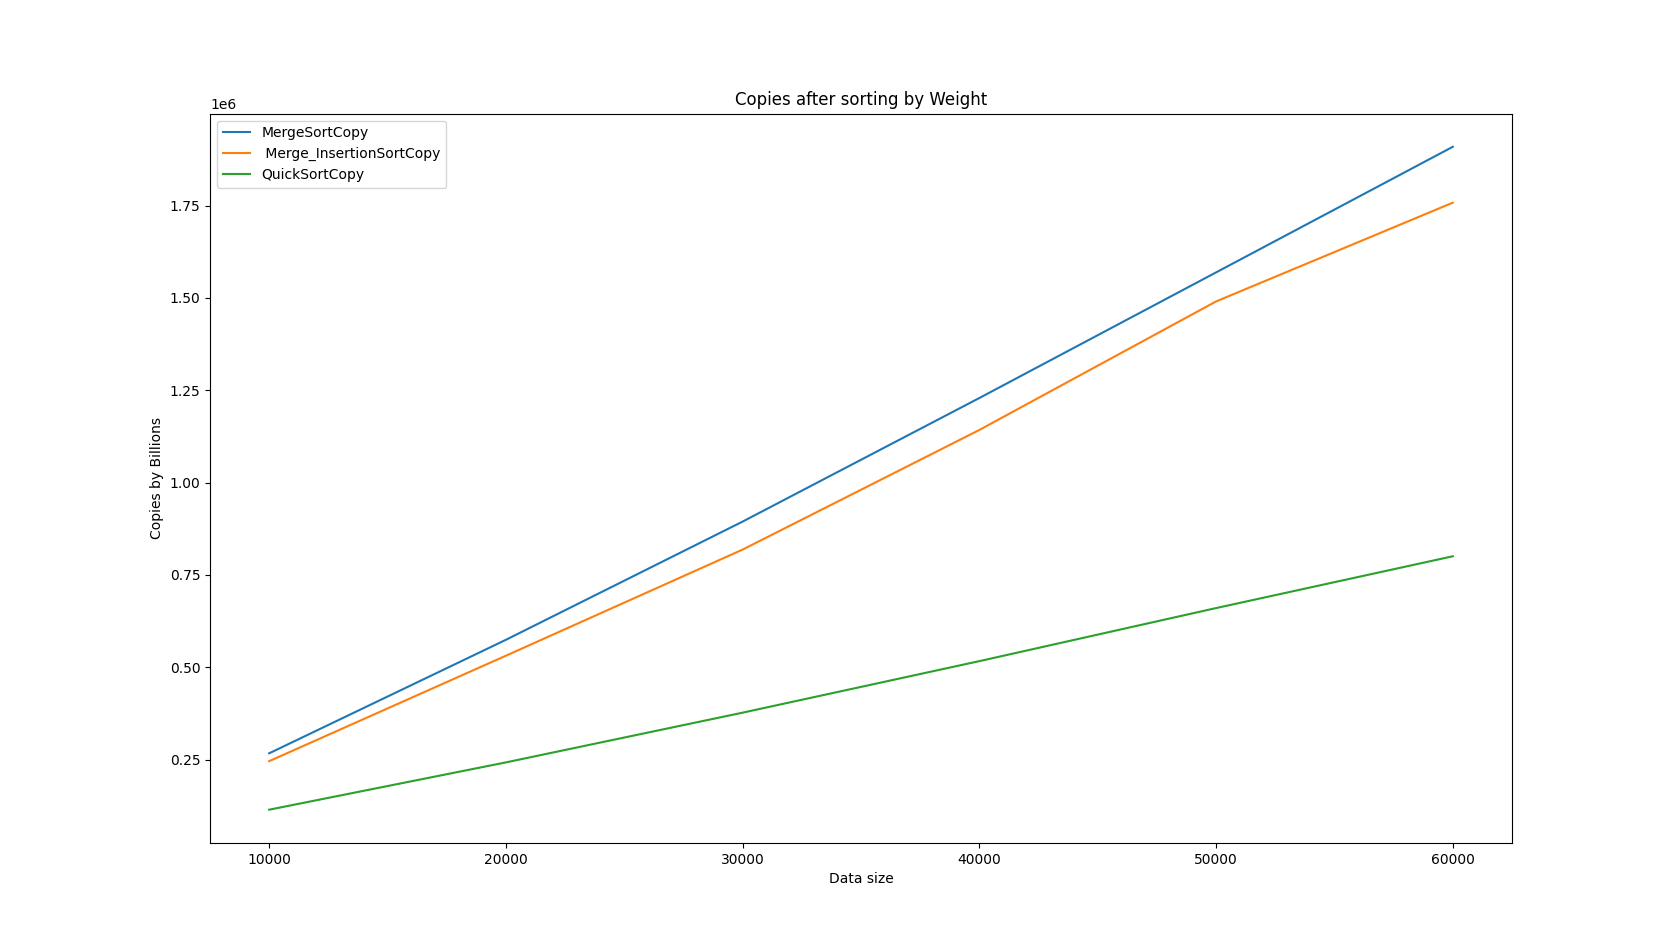 Copies after sorting by Weight
1e6
MergeSortCopy
Merge_InsertionSortCopy
QuickSortCopy
1.75
1.50
1.25
1.00
0.75
0.50
0.25
Copies by Billions
10000 20000 30000 40000 50000 60000
Data size